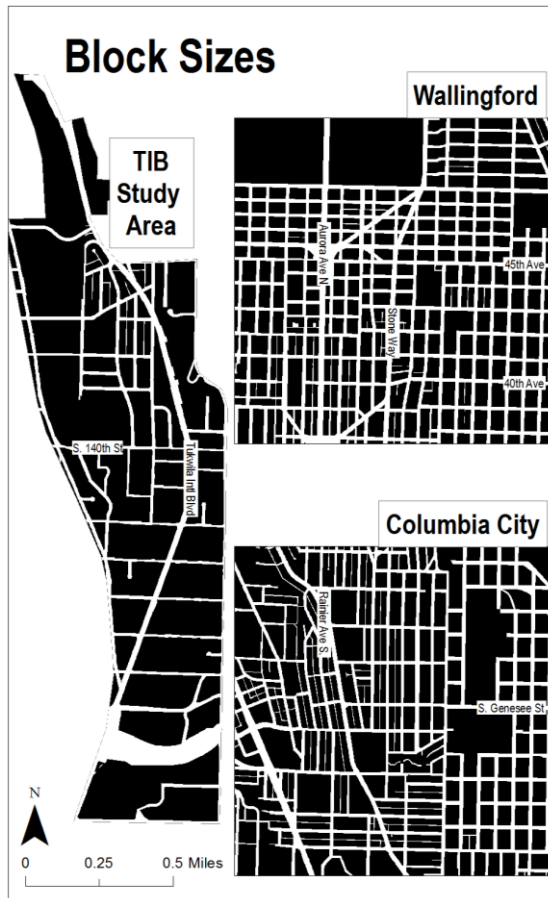 Block Sizes
TIB
Study
Area
Wallingford
Aurora Ave N
45th Ave
Stone Way
40th Ave
S. 140th St
Tukwila Intl Blvd
Columbia City
Rainier Ave S.
S. Genesee St
N
0 0.25 0.5 Miles